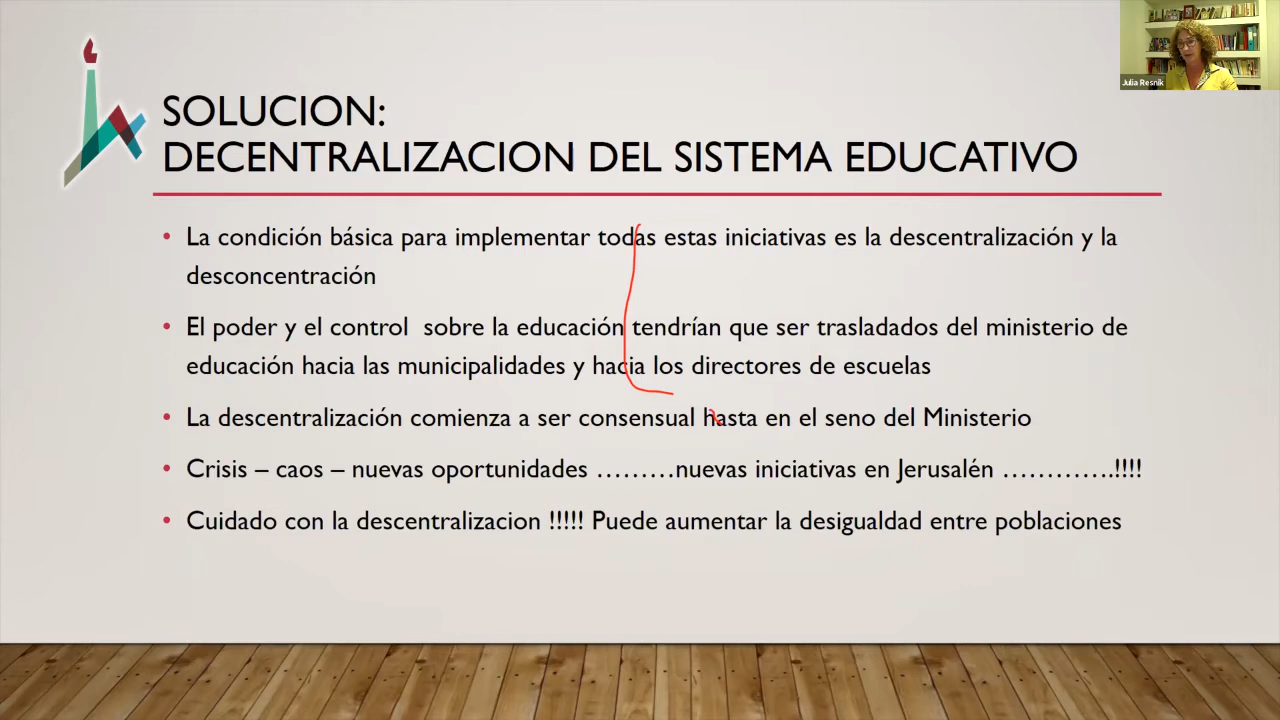 Julia Resnik
SOLUCION:
DECENTRALIZACION DEL SISTEMA EDUCATIVO
• La condición básica para implementar todas estas iniciativas es la descentralización y la
desconcentración
• El poder y el control sobre la educación tendrían que ser trasladados del ministerio de
educación hacia las municipalidades y hacia los directores de escuelas
• La descentralización comienza a ser consensual hasta en el seno del Ministerio
• Crisis – caos – nuevas oportunidades ………nuevas iniciativas en Jerusalén ………….!!!!
• Cuidado con la descentralizacion !!!!! Puede aumentar la desigualdad entre poblaciones